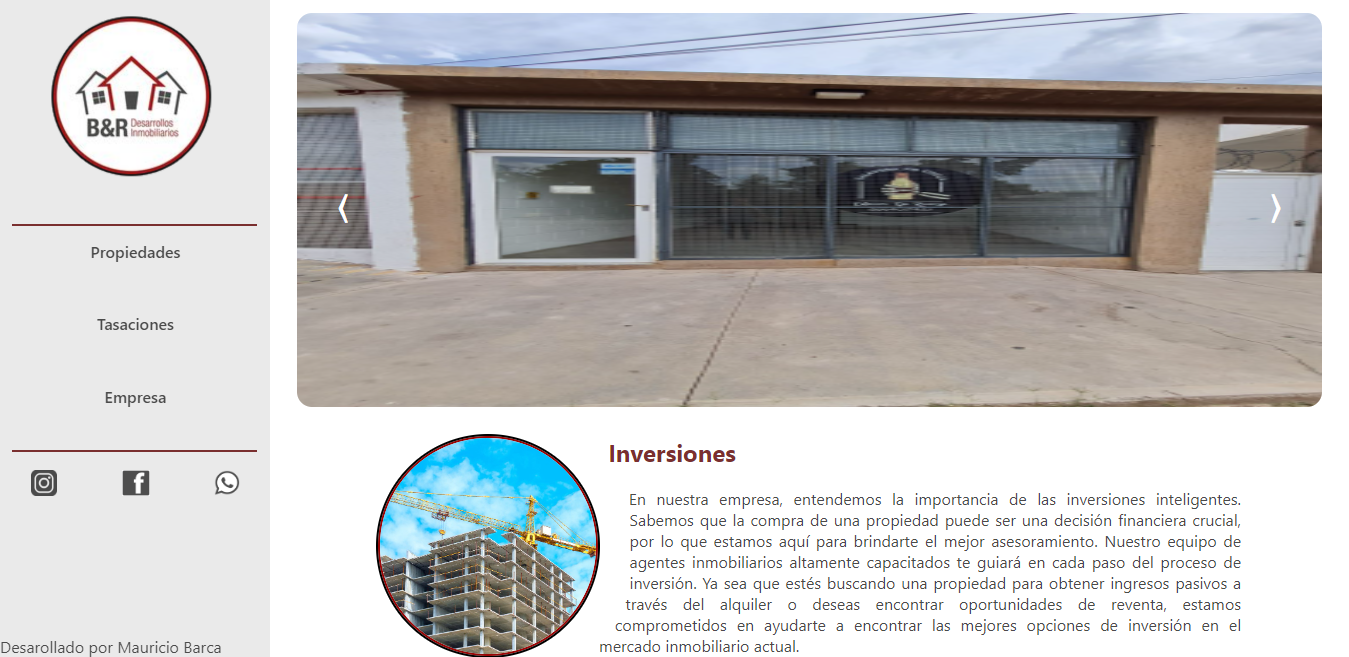 B&R Desarrollos
Inmobiliarios
Propiedades
Tasaciones
Empresa
Desarollado por Mauricio Barca
Inversiones
En nuestra empresa, entendemos la importancia de las inversiones inteligentes.
Sabemos que la compra de una propiedad puede ser una decisión financiera crucial,
por lo que estamos aquí para brindarte el mejor asesoramiento. Nuestro equipo de
agentes inmobiliarios altamente capacitados te guiará en cada paso del proceso de
inversión. Ya sea que estés buscando una propiedad para obtener ingresos pasivos a
través del alquiler o deseas encontrar oportunidades de reventa, estamos
comprometidos en ayudarte a encontrar las mejores opciones de inversión en el
mercado inmobiliario actual.